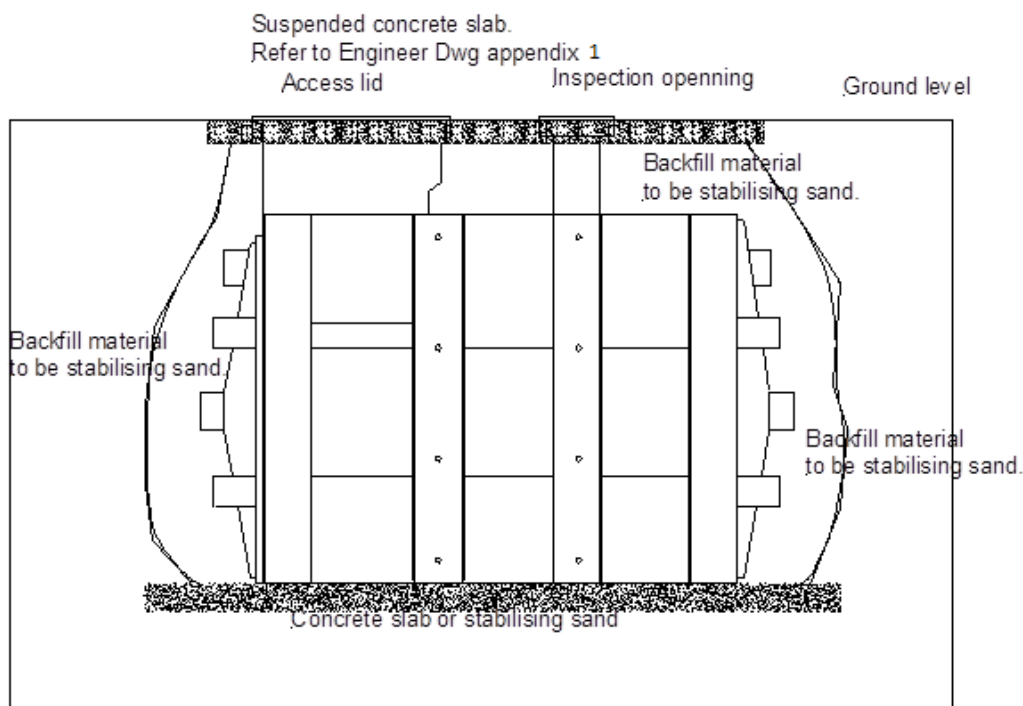 Suspended concrete slab.
Refer to Engineer Dwg appendix 1
Access lid
Inspection openning
Ground level
Backfill material
to be stabilising sand.
Backfill material
to be stabilising sand.
Backfill material
to be stabilising sand.
Concrete slab or stabilising sand